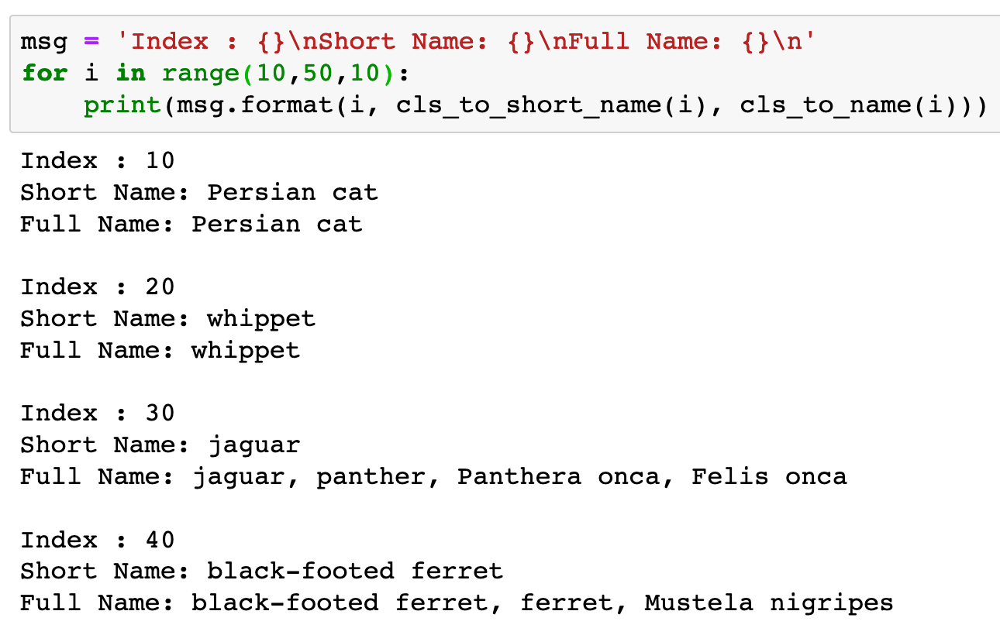 msg = 'Index : {}\nShort Name: {}\nFull Name: {}\n'
for i in range(10,50,10):
    print(msg.format(i, cls_to_short_name(i), cls_to_name(i)))
Index : 10
Short Name: Persian cat
Full Name: Persian cat
Index : 20
Short Name: whippet
Full Name: whippet
Index : 30
Short Name: jaguar
Full Name: jaguar, panther, Panthera onca, Felis onca
Index : 40
Short Name: black-footed ferret
Full Name: black-footed ferret, ferret, Mustela nigripes